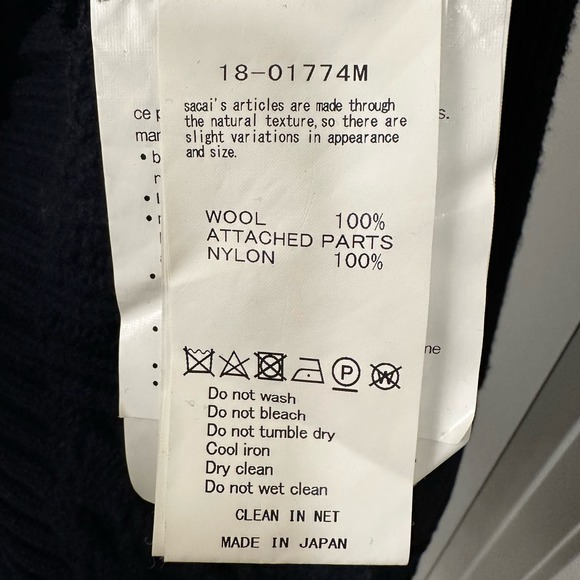 18-01774M
sacai's articles are made through
the natural texture, so there are
slight variations in appearance
and size.
WOOL 100%
ATTACHED PARTS
NYLON 100%
P W
Do not wash
Do not bleach
Do not tumble dry
Cool iron
Dry clean
Do not wet clean
CLEAN IN NET
MADE IN JAPAN